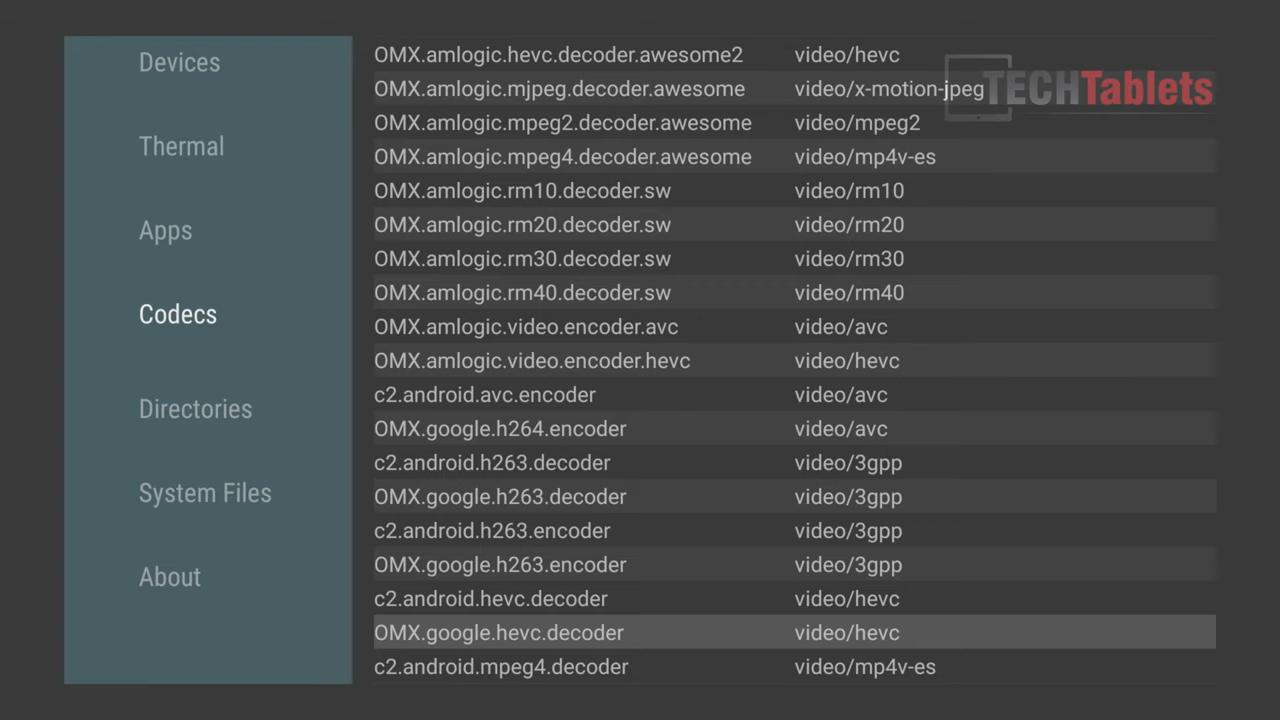 Devices
Thermal
Apps
Codecs
Directories
System Files
About
OMX.amlogic.hevc.decoder.awesome2 video/hevc
OMX.amlogic.mjpeg.decoder.awesome video/x-motion-jpeg
OMX.amlogic.mpeg2.decoder.awesome video/mpeg2
OMX.amlogic.mpeg4.decoder.awesome video/mp4v-es
OMX.amlogic.rm10.decoder.sw video/rm10
OMX.amlogic.rm20.decoder.sw video/rm20
OMX.amlogic.rm30.decoder.sw video/rm30
OMX.amlogic.rm40.decoder.sw video/rm40
OMX.amlogic.video.encoder.avc video/avc
OMX.amlogic.video.encoder.hevc video/hevc
c2.android.avc.encoder video/avc
OMX.google.h264.encoder video/avc
c2.android.h263.decoder video/3gpp
OMX.google.h263.decoder video/3gpp
c2.android.h263.encoder video/3gpp
OMX.google.h263.encoder video/3gpp
c2.android.hevc.decoder video/hevc
OMX.google.hevc.decoder video/hevc
c2.android.mpeg4.decoder video/mp4v-es
TECHTablets